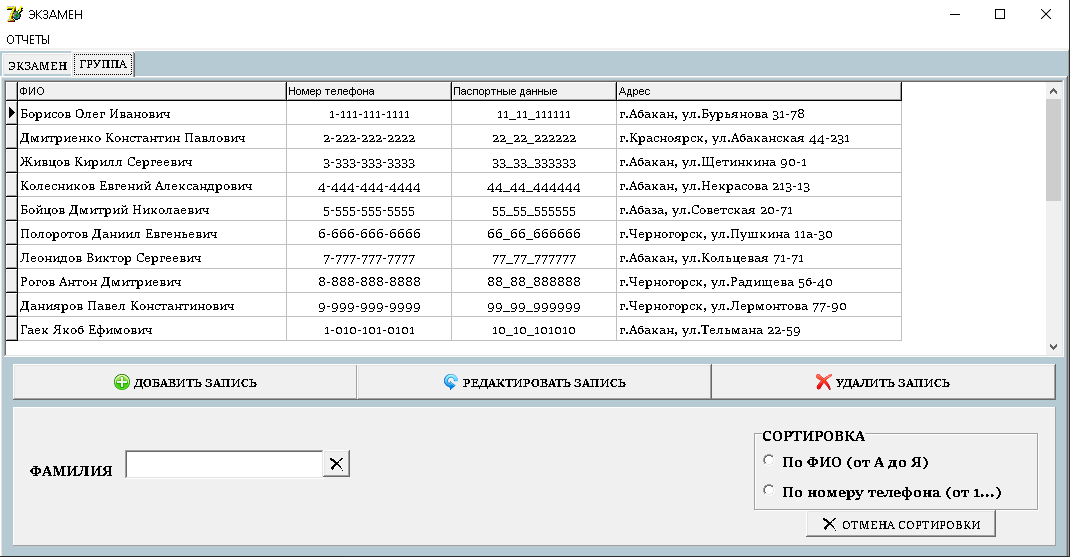 ЭКЗАМЕН
ОТЧЕТЫ
ЭКЗАМЕН ГРУППА
ФИО Номер телефона Паспортные данные Адрес
Борисов Олег Иванович 1-111-111-1111 11_11_111111 г.Абакан, ул.Бурьянова 31-78
Дмитриенко Константин Павлович 2-222-222-2222 22_22_222222 г.Красноярск, ул.Абаканская 44-231
Живцов Кирилл Сергеевич 3-333-333-3333 33_33_333333 г.Абакан, ул.Щетинкина 90-1
Колесников Евгений Александрович 4-444-444-4444 44_44_444444 г.Абакан, ул.Некрасова 213-13
Бойцов Дмитрий Николаевич 5-555-555-5555 55_55_555555 г.Абаза, ул.Советская 20-71
Полоротов Даниил Евгеньевич 6-666-666-6666 66_66_666666 г.Черногорск, ул.Пушкина 11а-30
Леонидов Виктор Сергеевич 7-777-777-7777 77_77_777777 г.Абакан, ул.Кольцевая 71-71
Рогов Антон Дмитриевич 8-888-888-8888 88_88_888888 г.Черногорск, ул.Радищева 56-40
Данияров Павел Константинович 9-999-999-9999 99_99_999999 г.Черногорск, ул.Лермонтова 77-90
Гаек Якоб Ефимович 1-010-101-0101 10_10_101010 г.Абакан, ул.Тельмана 22-59
ДОБАВИТЬ ЗАПИСЬ РЕДАКТИРОВАТЬ ЗАПИСЬ УДАЛИТЬ ЗАПИСЬ
СОРТИРОВКА
ФАМИЛИЯ
По ФИО (от А до Я)
По номеру телефона (от 1...)
ОТМЕНА СОРТИРОВКИ